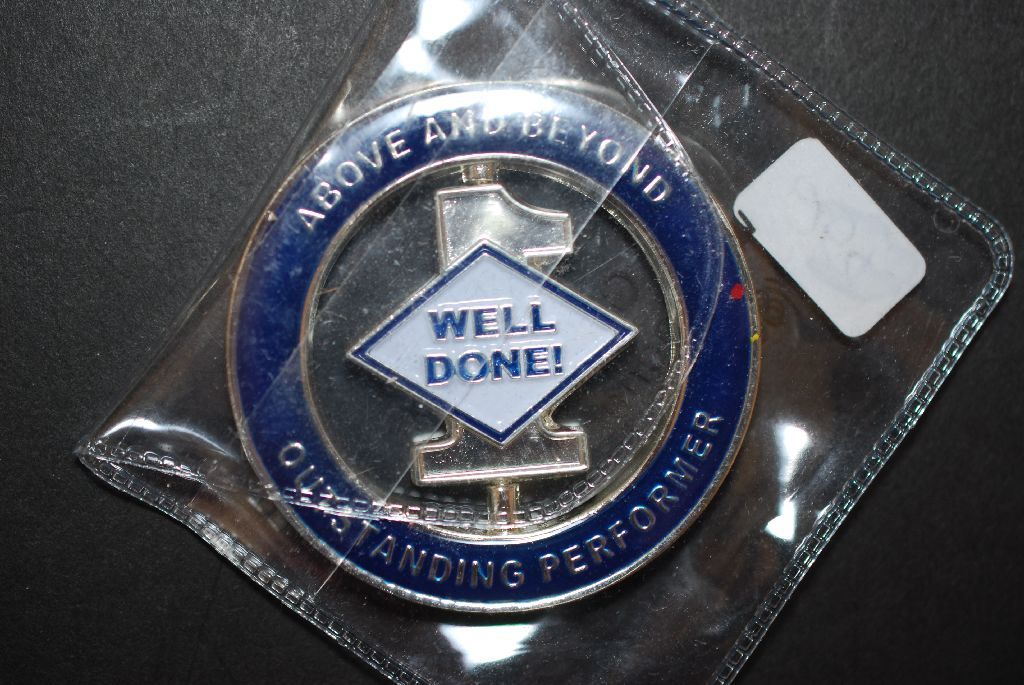 ABOVE AND BEYOND
WELL
DONE!
OUTSTANDING PERFORMER